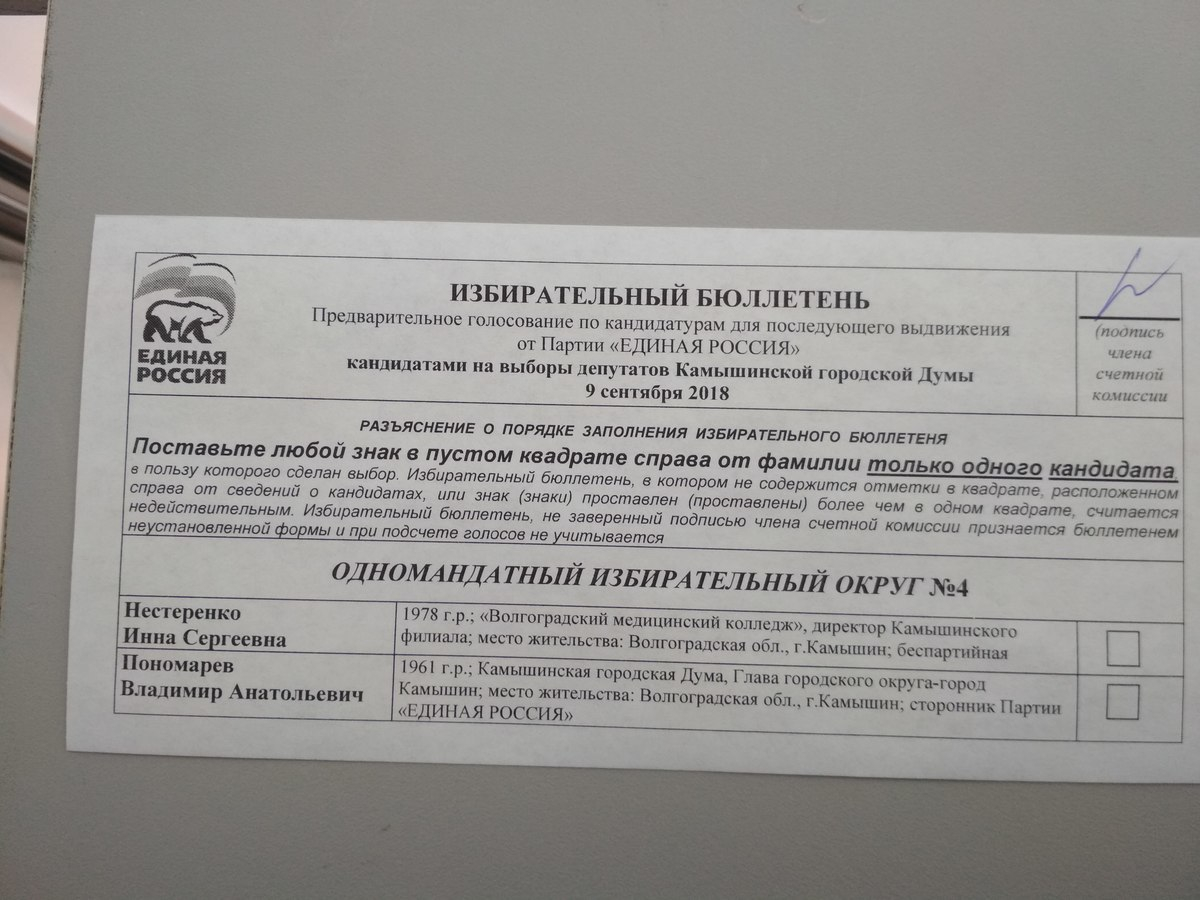 ЕДИНАЯ
РОССИЯ
ИЗБИРАТЕЛЬНЫЙ БЮЛЛЕТЕНЬ
Предварительное голосование по кандидатурам для последующего выдвижения
от Партии «ЕДИНАЯ РОССИЯ»
кандидатами на выборы депутатов Камышинской городской Думы
9 сентября 2018
(подпись
члена
счетной
комиссии
РАЗЪЯСНЕНИЕ О ПОРЯДКЕ ЗАПОЛНЕНИЯ ИЗБИРАТЕЛЬНОГО БЮЛЛЕТЕНЯ
Поставьте любой знак в пустом квадрате справа от фамилии только одного кандидата,
в пользу которого сделан выбор. Избирательный бюллетень, в котором не содержится отметки в квадрате, расположенном
справа от сведений о кандидатах, или знак (знаки) проставлен (проставлены) более чем в одном квадрате, считается
недействительным. Избирательный бюллетень, не заверенный подписью члена счетной комиссии признается бюллетенем
неустановленной формы и при подсчете голосов не учитывается
ОДНОМАНДАТНЫЙ ИЗБИРАТЕЛЬНЫЙ ОКРУГ №4
Нестеренко
Инна Сергеевна
1978 г.р.; «Волгоградский медицинский колледж», директор Камышинского
филиала; место жительства: Волгоградская обл., г.Камышин; беспартийная
Пономарев
Владимир Анатольевич
1961 г.р.; Камышинская городская Дума, Глава городского округа-город
Камышин; место жительства: Волгоградская обл., г.Камышин; сторонник Партии
«ЕДИНАЯ РОССИЯ»